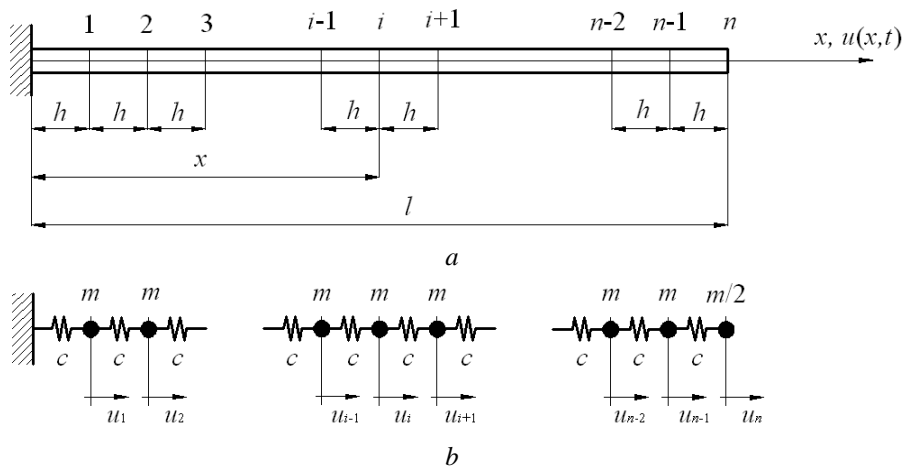 1 2 3 i-1 i i+1 n-2 n-1 n
x, u(x,t)
h h h h h h h
x
l
a
m m m m m m m m/2
c c c c c c c c c c
u1 u2 ui-1 ui ui+1 un-2 un-1 un
b